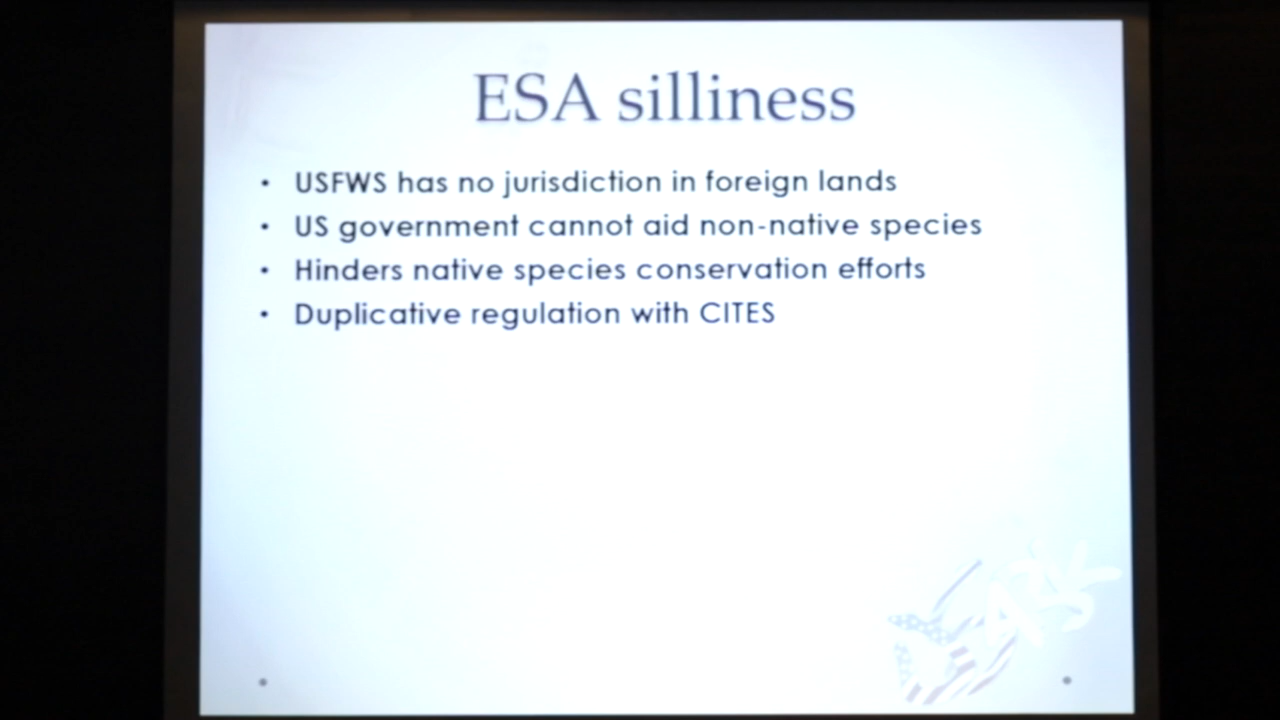 ESA silliness
• USFWS has no jurisdiction in foreign lands
• US government cannot aid non-native species
• Hinders native species conservation efforts
• Duplicative regulation with CITES